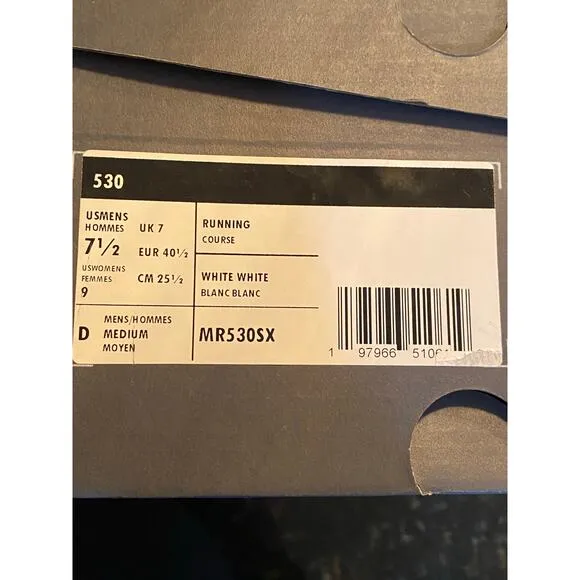 530
USMENS
HOMMES
7½
UK 7
EUR 40½
USWOMENS
FEMMES
9
CM 25½
RUNNING
COURSE
WHITE WHITE
BLANC BLANC
D
MENS/HOMMES
MEDIUM
MOYEN
MR530SX
1 97966